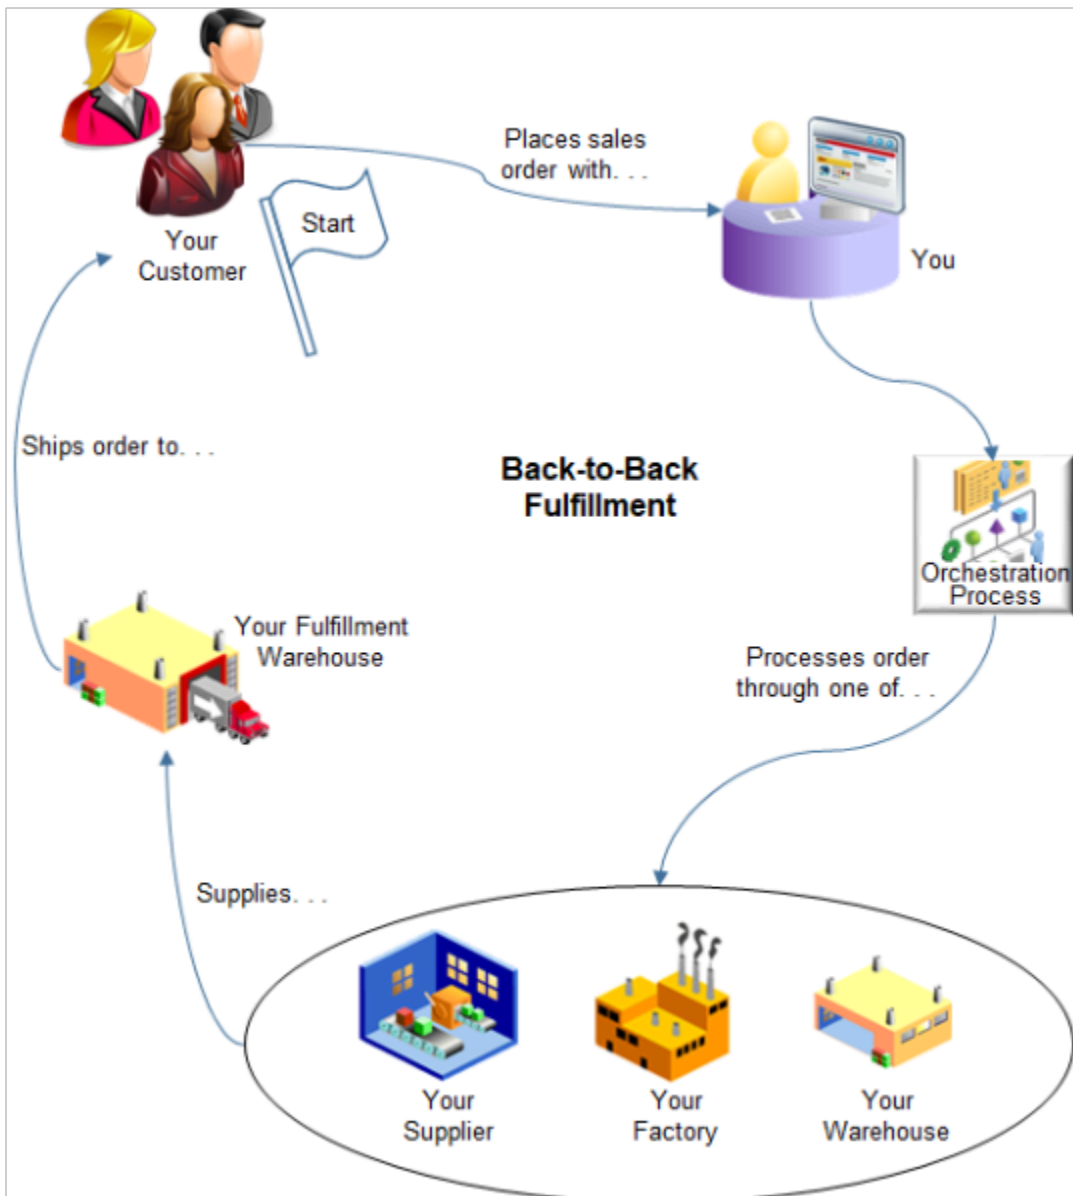 Places sales
order with. . .
Start
Your
Customer
You
Ships order to. . .
Back-to-Back
Fulfillment
Orchestration
Process
Your Fulfillment
Warehouse
Processes order
through one of. . .
Supplies. . .
Your
Supplier
Your
Factory
Your
Warehouse